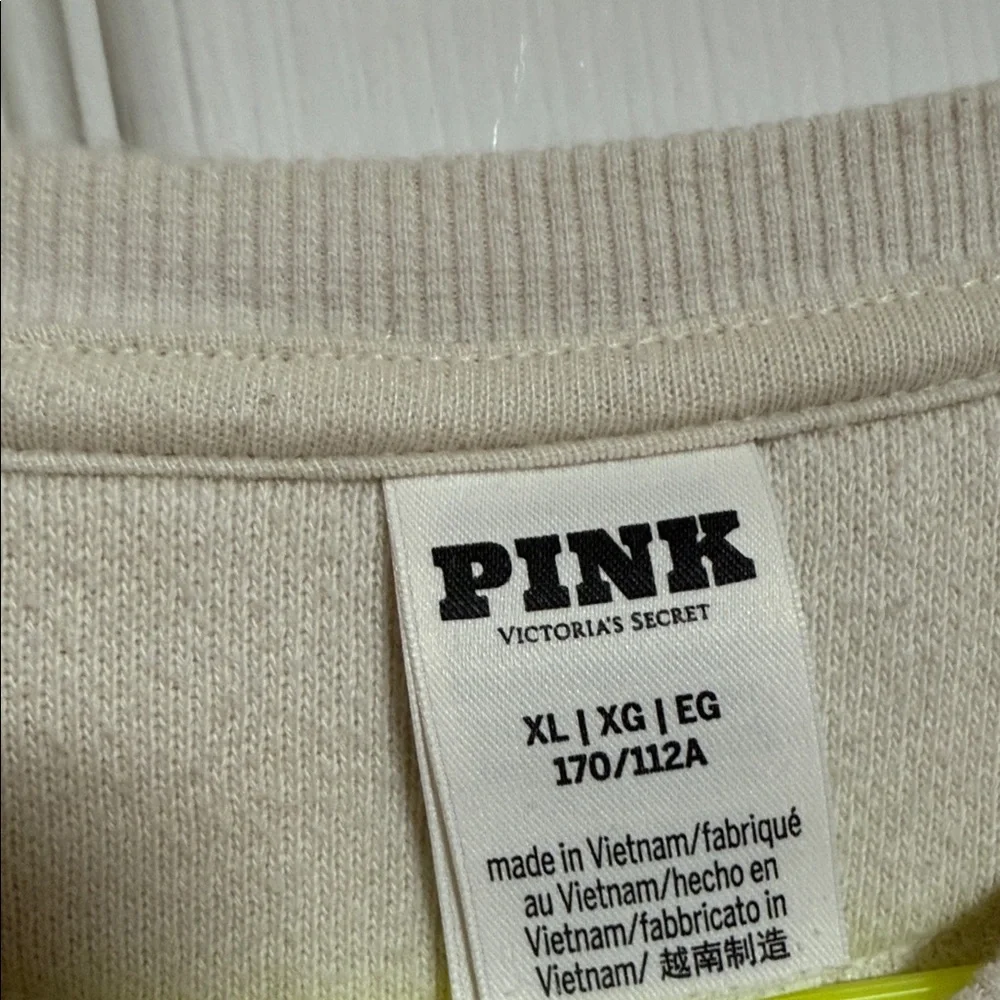 PINK
VICTORIA'S SECRET
XL | XG | EG
170/112A
made in Vietnam/fabriqué
au Vietnam/hecho en
Vietnam/fabbricato in
Vietnam/ 越南制造